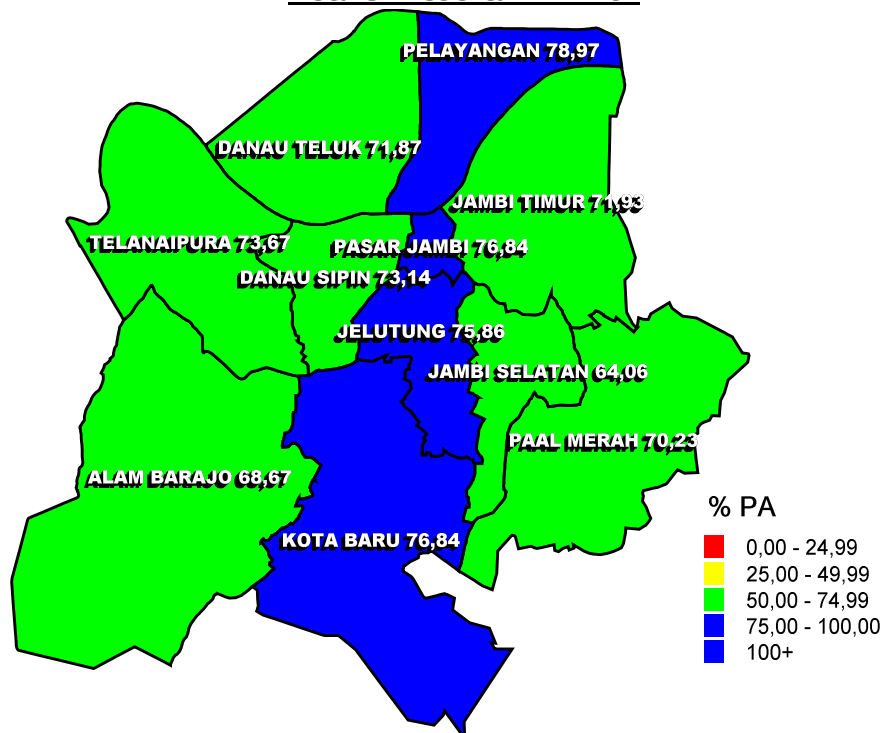 PELAYANGAN 78,97
DANAU TELUK 71,87
JAMBI TIMUR 71,93
TELANAIPURA 73,67
PASAR JAMBI 76,84
DANAU SIPIN 73,14
JELUTUNG 75,86
JAMBI SELATAN 64,06
PAAL MERAH 70,23
ALAM BARAJO 68,67
KOTA BARU 76,84
% PA
0,00 - 24,99
25,00 - 49,99
50,00 - 74,99
75,00 - 100,00
100+